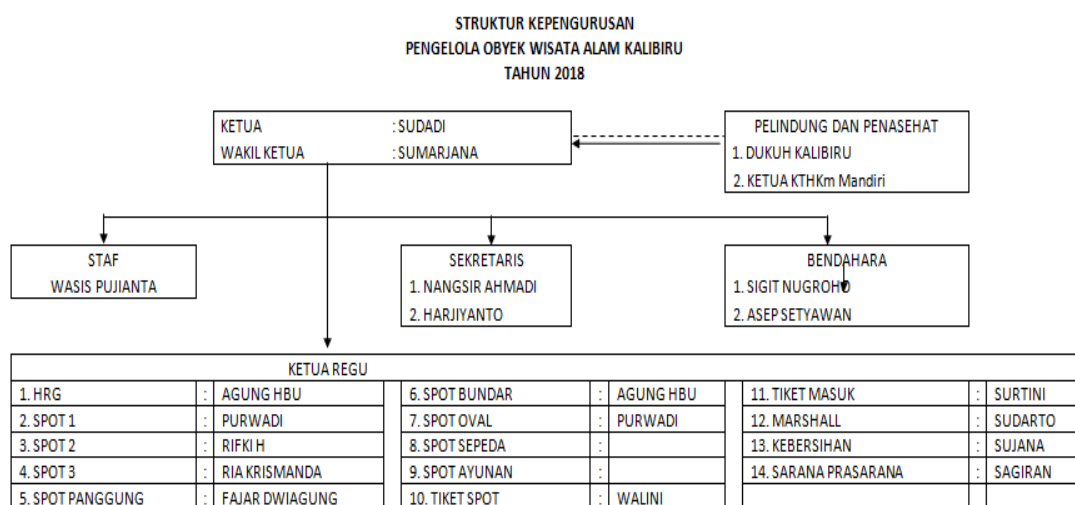 STRUKTUR KEPENGURUSAN
PENGELOLA OBYEK WISATA ALAM KALIBIRU
TAHUN 2018
KETUA : SUDADI
WAKIL KETUA : SUMARJANA
PELINDUNG DAN PENASEHAT
1. DUKUH KALIBIRU
2. KETUA KTHKm Mandiri
STAF
WASIS PUJIANTA
SEKRETARIS
1. NANGSIR AHMADI
2. HARJIYANTO
BENDAHARA
1. SIGIT NUGROHO
2. ASEP SETYAWAN
KETUA REGU
1. HRG : AGUNG HBU
2. SPOT 1 : PURWADI
3. SPOT 2 : RIFKI H
4. SPOT 3 : RIA KRISMANDA
5. SPOT PANGGUNG : FAJAR DWIAGUNG
6. SPOT BUNDAR : AGUNG HBU
7. SPOT OVAL : PURWADI
8. SPOT SEPEDA :
9. SPOT AYUNAN :
10. TIKET SPOT : WALINI
11. TIKET MASUK : SURTINI
12. MARSHALL : SUDARTO
13. KEBERSIHAN : SUJANA
14. SARANA PRASARANA : SAGIRAN